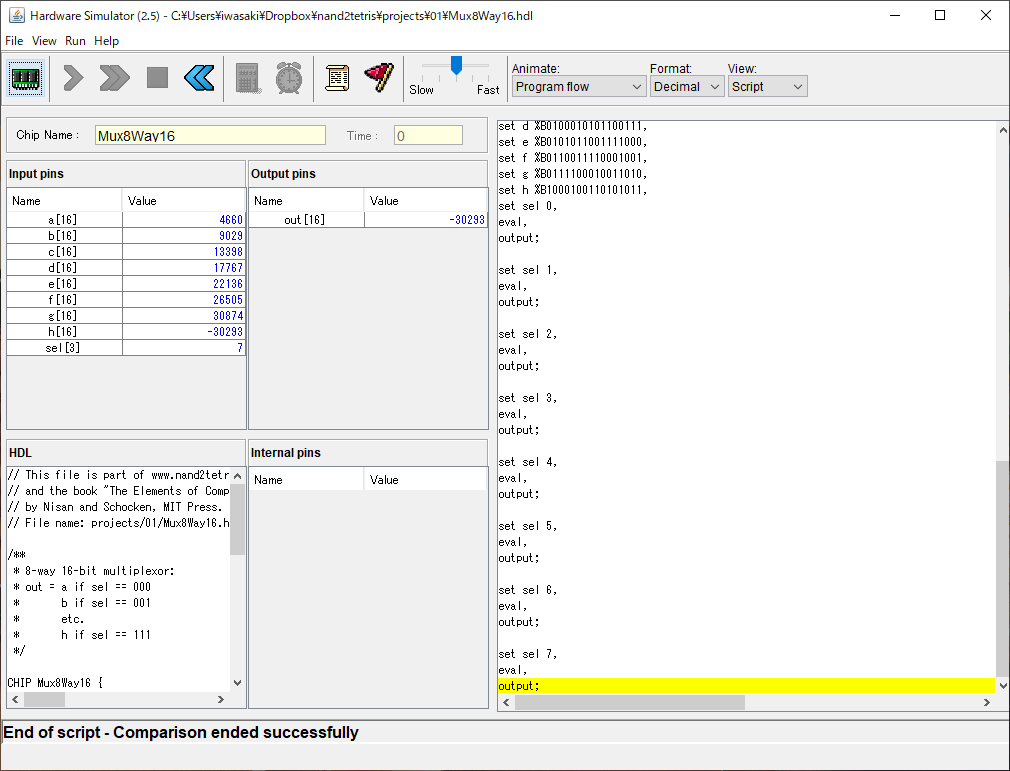 Hardware Simulator (2.5) - C:¥Users¥iwasaki¥Dropbox¥nand2tetris¥projects¥01¥Mux8Way16.hdl
File View Run Help
Slow Fast
Animate:
Program flow
Format:
Decimal
View:
Script
Chip Name :
Mux8Way16
Time :
0
Input pins
Name Value
a[16] 4660
b[16] 9029
c[16] 13398
d[16] 17767
e[16] 22136
f[16] 26505
g[16] 30874
h[16] -30293
sel[3] 7
Output pins
Name Value
out[16] -30293
HDL
// This file is part of www.nand2tetr
// and the book "The Elements of Comp
// by Nisan and Schocken, MIT Press.
// File name: projects/01/Mux8Way16.h
/**
* 8-way 16-bit multiplexor:
* out = a if sel == 000
* b if sel == 001
* etc.
* h if sel == 111
*/
CHIP Mux8Way16 {
Internal pins
Name Value
set d %B0100010101100111,
set e %B0101011001111000,
set f %B0110011110001001,
set g %B0111100010011010,
set h %B1000100110101011,
set sel 0,
eval,
output;
set sel 1,
eval,
output;
set sel 2,
eval,
output;
set sel 3,
eval,
output;
set sel 4,
eval,
output;
set sel 5,
eval,
output;
set sel 6,
eval,
output;
set sel 7,
eval,
output;
End of script - Comparison ended successfully